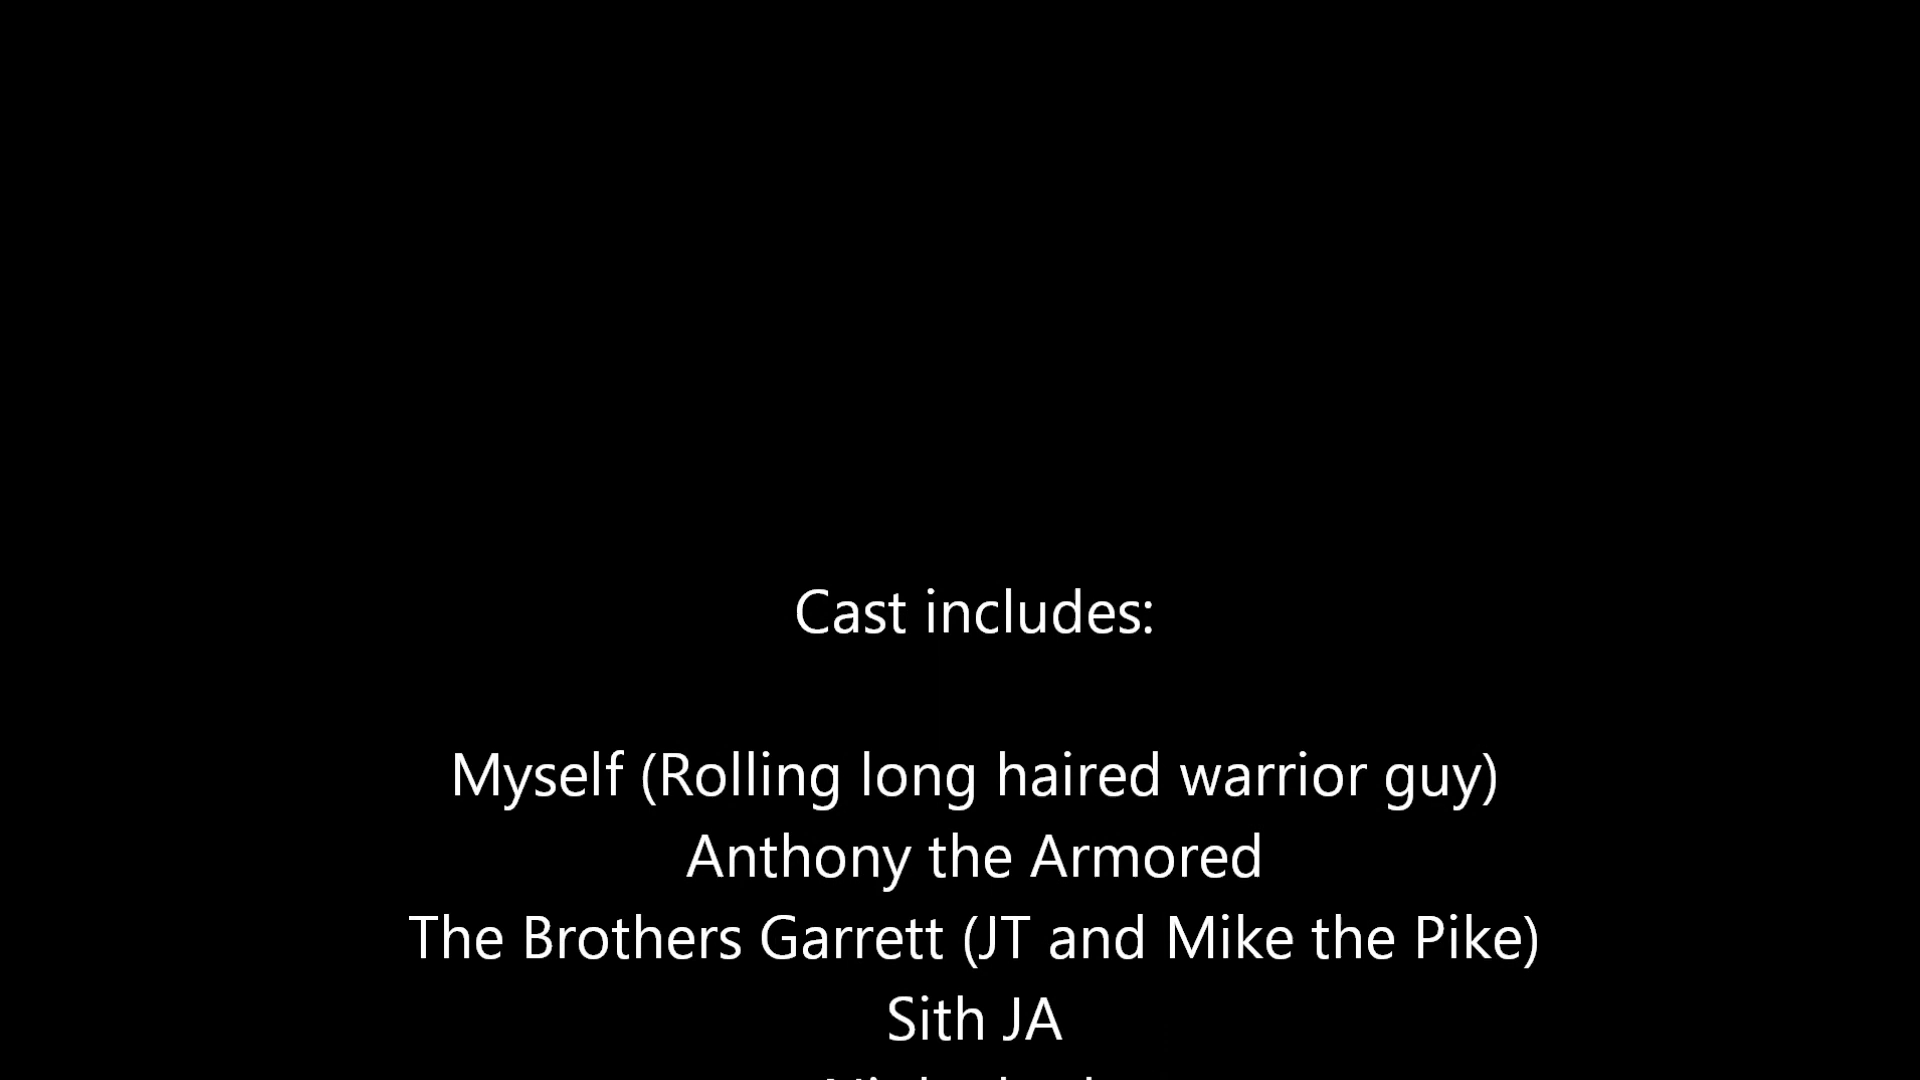 Cast includes:
Myself (Rolling long haired warrior guy)
Anthony the Armored
The Brothers Garrett (JT and Mike the Pike)
Sith JA